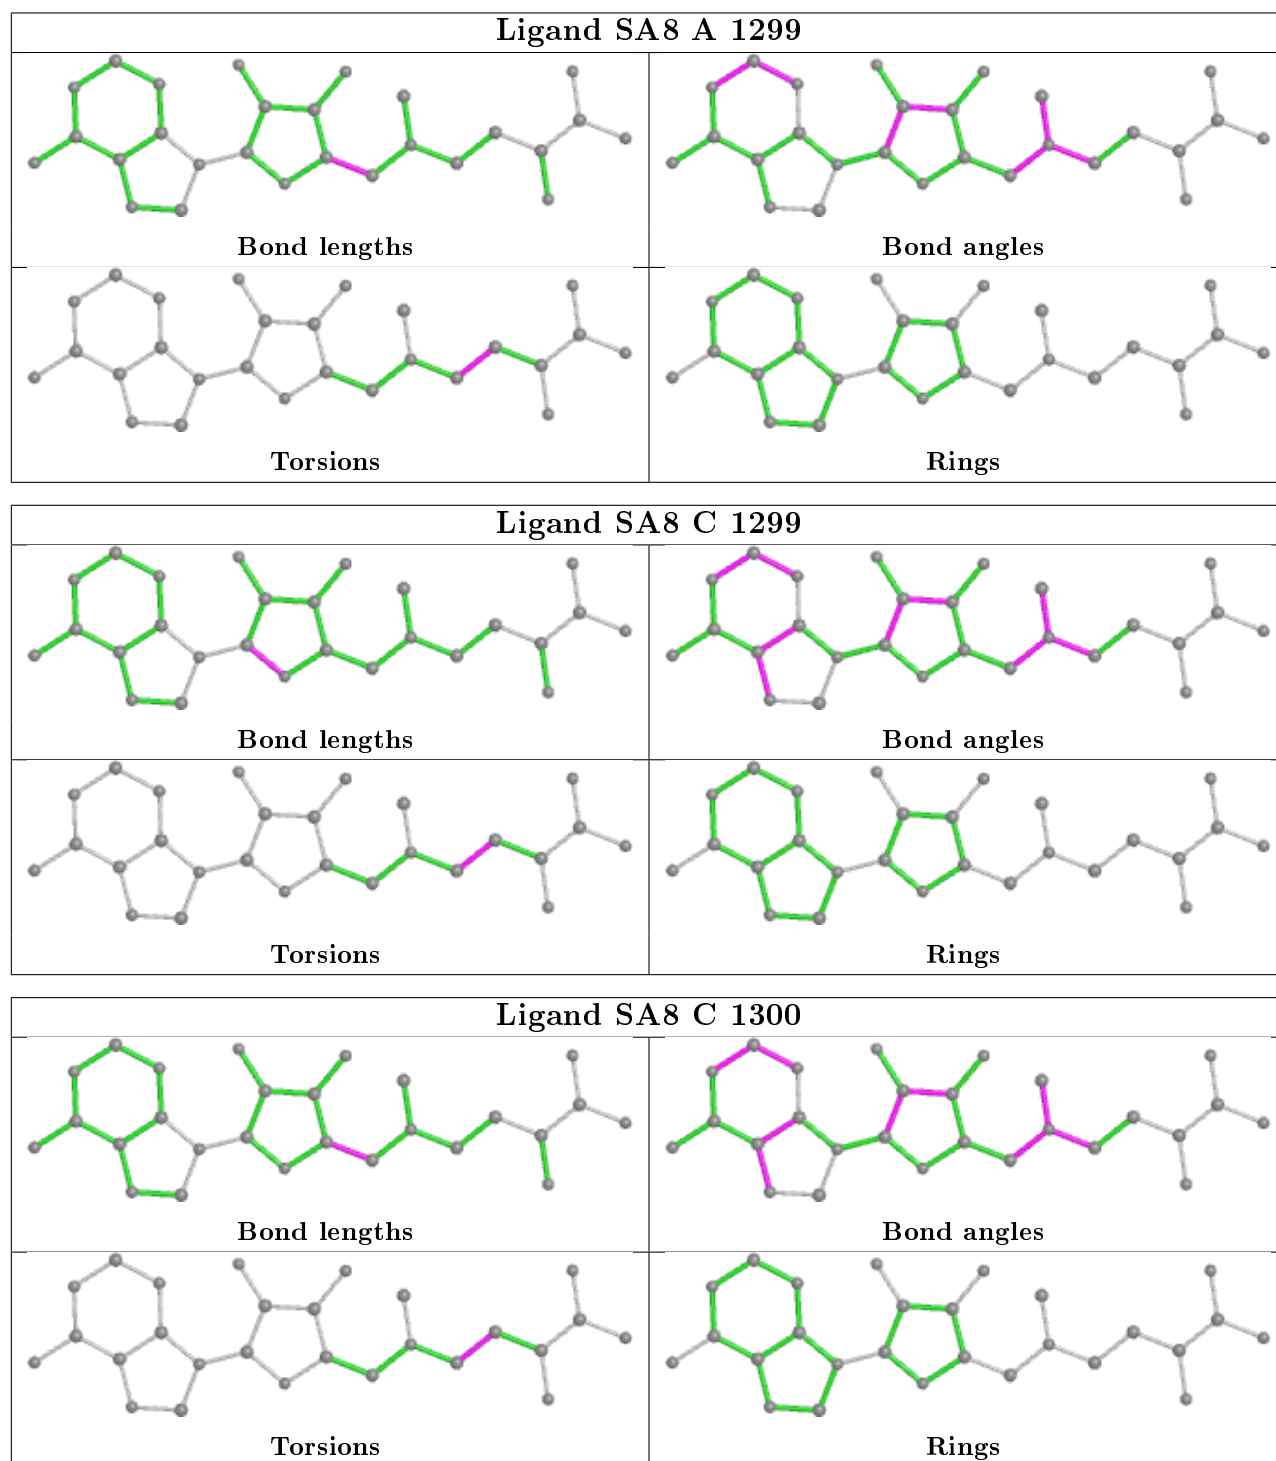 Ligand SA8 A 1299
Bond lengths
Bond angles
Torsions
Rings
Ligand SA8 C 1299
Bond lengths
Bond angles
Torsions
Rings
Ligand SA8 C 1300
Bond lengths
Bond angles
Torsions
Rings